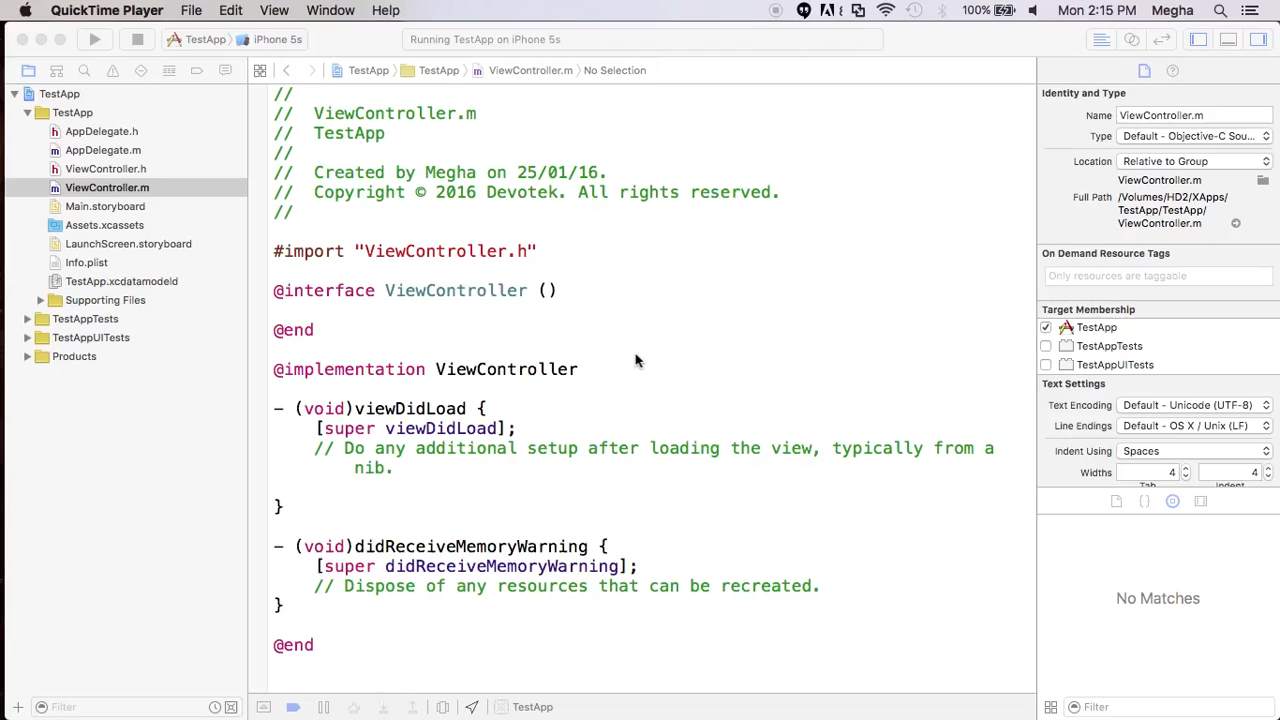 QuickTime Player File Edit View Window Help
100% Mon 2:15 PM Megha
TestApp iPhone 5s
Running TestApp on iPhone 5s
TestApp TestApp ViewController.m No Selection
TestApp
TestApp
AppDelegate.h
AppDelegate.m
ViewController.h
ViewController.m
Main.storyboard
Assets.xcassets
LaunchScreen.storyboard
Info.plist
TestApp.xcdatamodeld
Supporting Files
TestAppTests
TestAppUITests
Products
Filter
//
// ViewController.m
// TestApp
//
// Created by Megha on 25/01/16.
// Copyright © 2016 Devotek. All rights reserved.
//
#import "ViewController.h"
@interface ViewController ()
@end
@implementation ViewController
- (void)viewDidLoad {
[super viewDidLoad];
// Do any additional setup after loading the view, typically from a
nib.
}
- (void)didReceiveMemoryWarning {
[super didReceiveMemoryWarning];
// Dispose of any resources that can be recreated.
}
@end
TestApp
Identity and Type
Name ViewController.m
Type Default - Objective-C Sou...
Location Relative to Group
ViewController.m
Full Path /Volumes/HD2/XApps/
TestApp/TestApp/
ViewController.m
On Demand Resource Tags
Only resources are taggable
Target Membership
TestApp
TestAppTests
TestAppUITests
Text Settings
Text Encoding Default - Unicode (UTF-8)
Line Endings Default - OS X / Unix (LF)
Indent Using Spaces
Widths 4 4
Tab Indent
No Matches
Filter